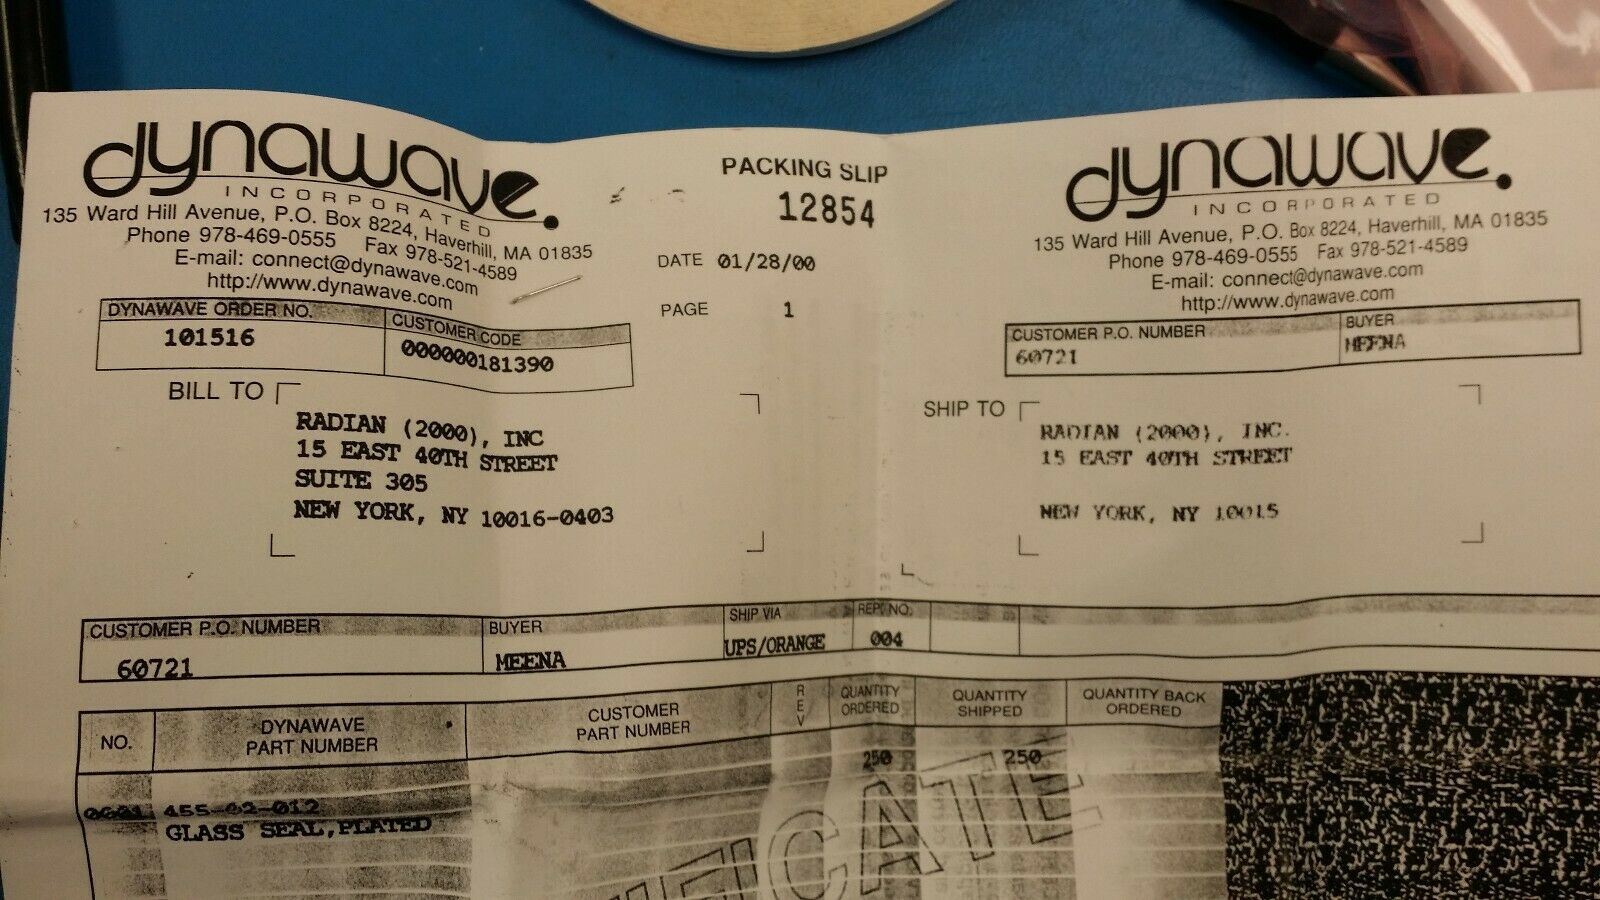 dynawave.
INCORPORATED
135 Ward Hill Avenue, P.O. Box 8224, Haverhill, MA 01835
Phone 978-469-0555 Fax 978-521-4589
E-mail: connect@dynawave.com
http://www.dynawave.com
PACKING SLIP
12854
DATE 01/28/00
PAGE 1
dynawave.
INCORPORATED
135 Ward Hill Avenue, P.O. Box 8224, Haverhill, MA 01835
Phone 978-469-0555 Fax 978-521-4589
E-mail: connect@dynawave.com
http://www.dynawave.com
DYNAWAVE ORDER NO. CUSTOMER CODE
101516 000000181390
CUSTOMER P.O. NUMBER BUYER
60721 MEENA
BILL TO
RADIAN (2000), INC
15 EAST 40TH STREET
SUITE 305
NEW YORK, NY 10016-0403
SHIP TO
RADIAN (2000), INC.
15 EAST 40TH STREET
NEW YORK, NY 10015
CUSTOMER P.O. NUMBER BUYER SHIP VIA REP. NO.
60721 MEENA UPS/ORANGE 004
NO. DYNAWAVE PART NUMBER CUSTOMER PART NUMBER REV QUANTITY ORDERED QUANTITY SHIPPED QUANTITY BACK ORDERED
250 250
0001 455-02-012
GLASS SEAL,PLATED